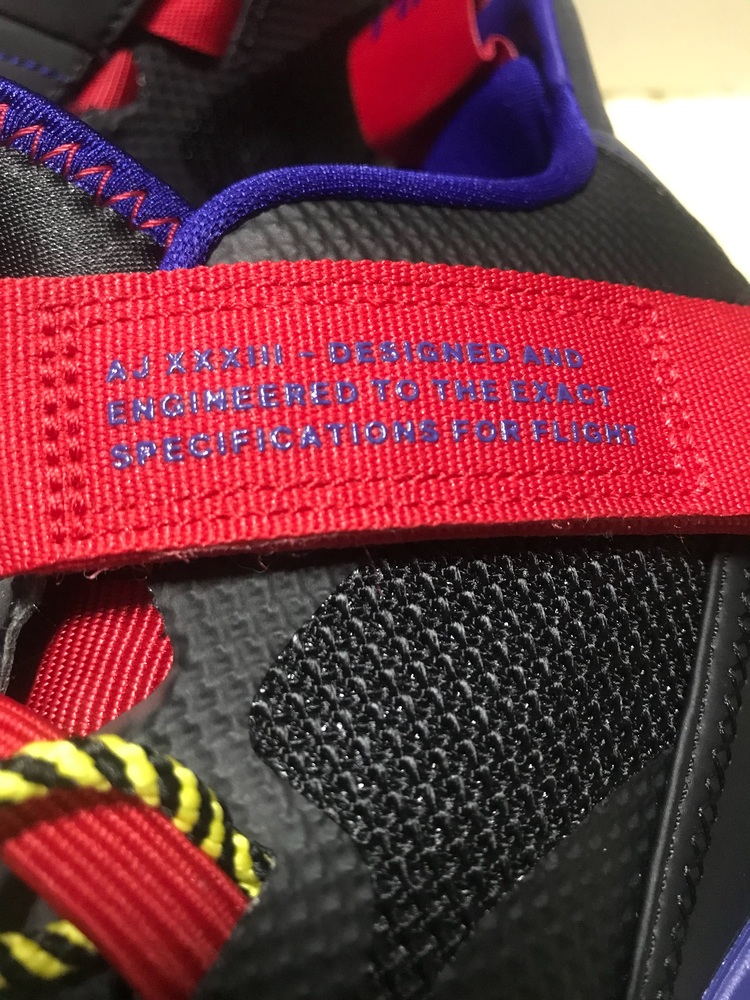 AJ XXXIII – DESIGNED AND
ENGINEERED TO THE EXACT
SPECIFICATIONS FOR FLIGHT